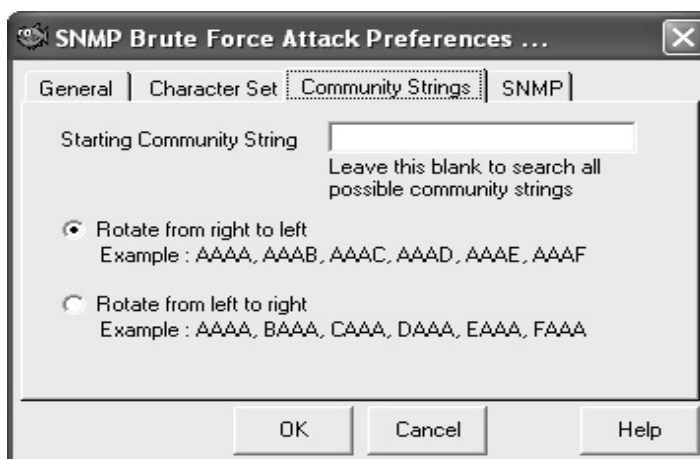 SNMP Brute Force Attack Preferences ...
General Character Set Community Strings SNMP
Starting Community String
Leave this blank to search all
possible community strings
Rotate from right to left
Example : AAAA, AAAB, AAAC, AAAD, AAAE, AAAF
Rotate from left to right
Example : AAAA, BAAA, CAAA, DAAA, EAAA, FAAA
OK Cancel Help